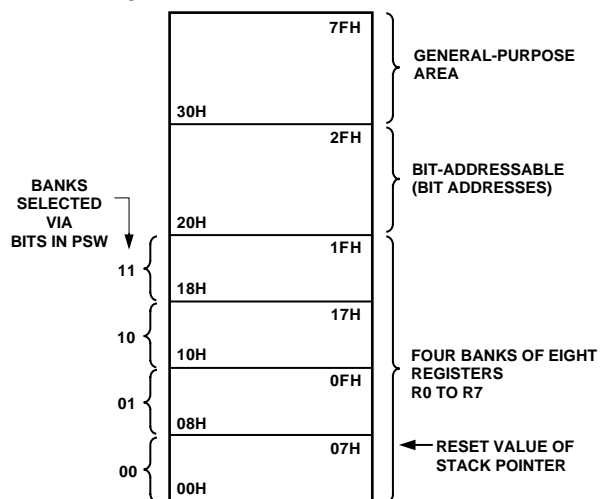 7FH
GENERAL-PURPOSE
AREA
30H
2FH
BIT-ADDRESSABLE
(BIT ADDRESSES)
BANKS
SELECTED
VIA
BITS IN PSW
20H
1FH
11
18H
17H
10
10H
FOUR BANKS OF EIGHT
REGISTERS
R0 TO R7
0FH
01
08H
07H
RESET VALUE OF
STACK POINTER
00
00H